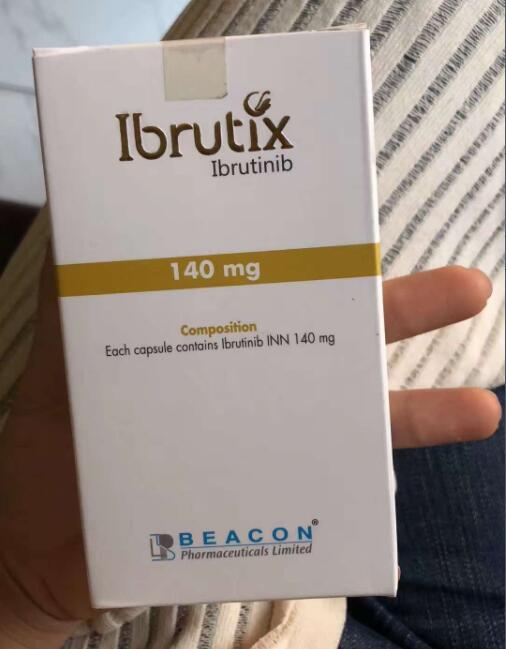 Ibrutix
Ibrutinib
140 mg
Composition
Each capsule contains Ibrutinib INN 140 mg
BEACON®
Pharmaceuticals Limited